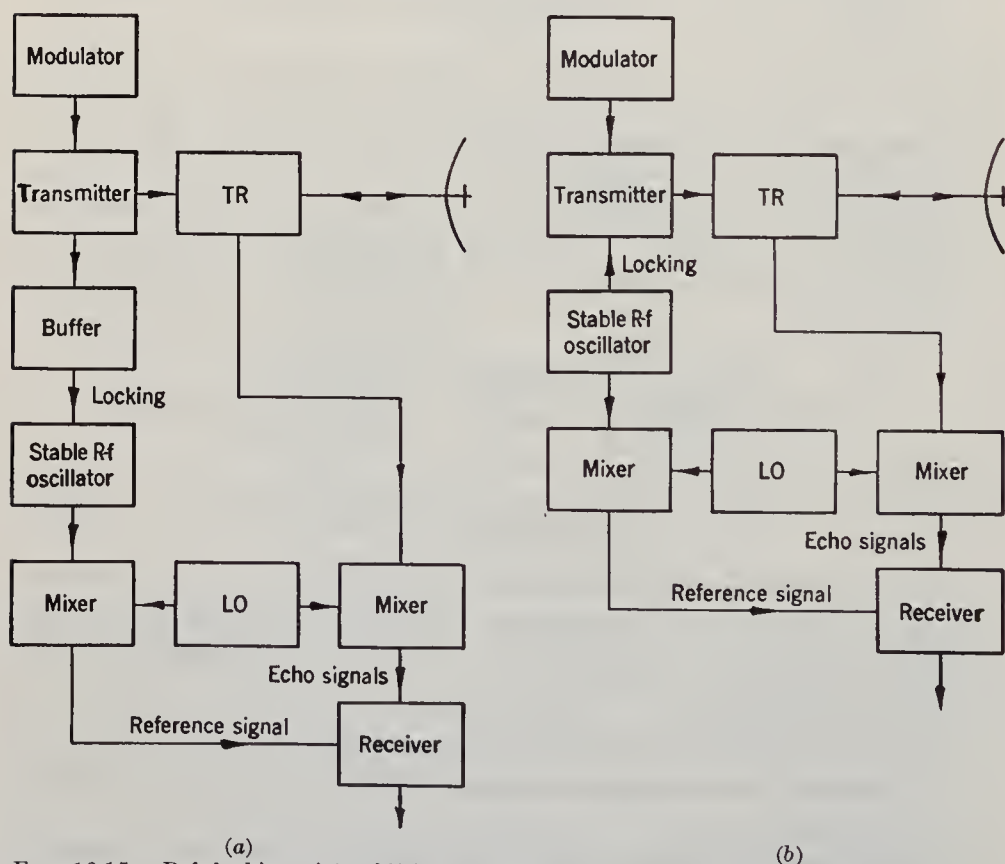 Modulator
Transmitter
TR
Buffer
Locking
Stable R-f
oscillator
Mixer
LO
Mixer
Echo signals
Reference signal
Receiver
(a)
Modulator
Transmitter
TR
Locking
Stable R-f
oscillator
Mixer
LO
Mixer
Echo signals
Reference signal
Receiver
(b)